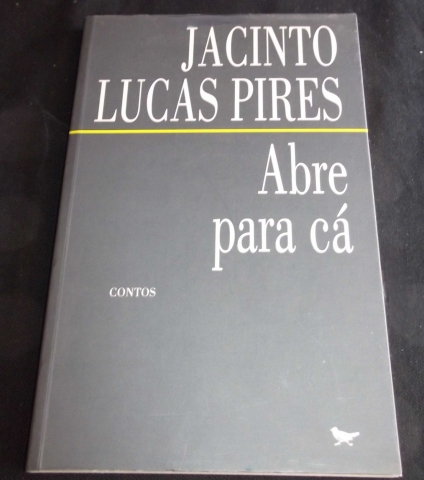 JACINTO
LUCAS PIRES
Abre
para cá
CONTOS